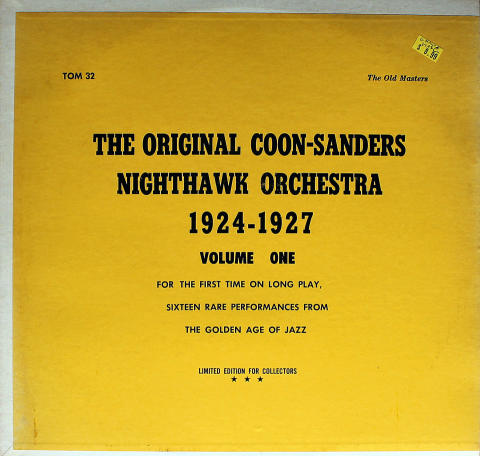 TOM 32
The Old Masters
THE ORIGINAL COON-SANDERS
NIGHTHAWK ORCHESTRA
1924-1927
VOLUME ONE
FOR THE FIRST TIME ON LONG PLAY,
SIXTEEN RARE PERFORMANCES FROM
THE GOLDEN AGE OF JAZZ
LIMITED EDITION FOR COLLECTORS
★ ★ ★